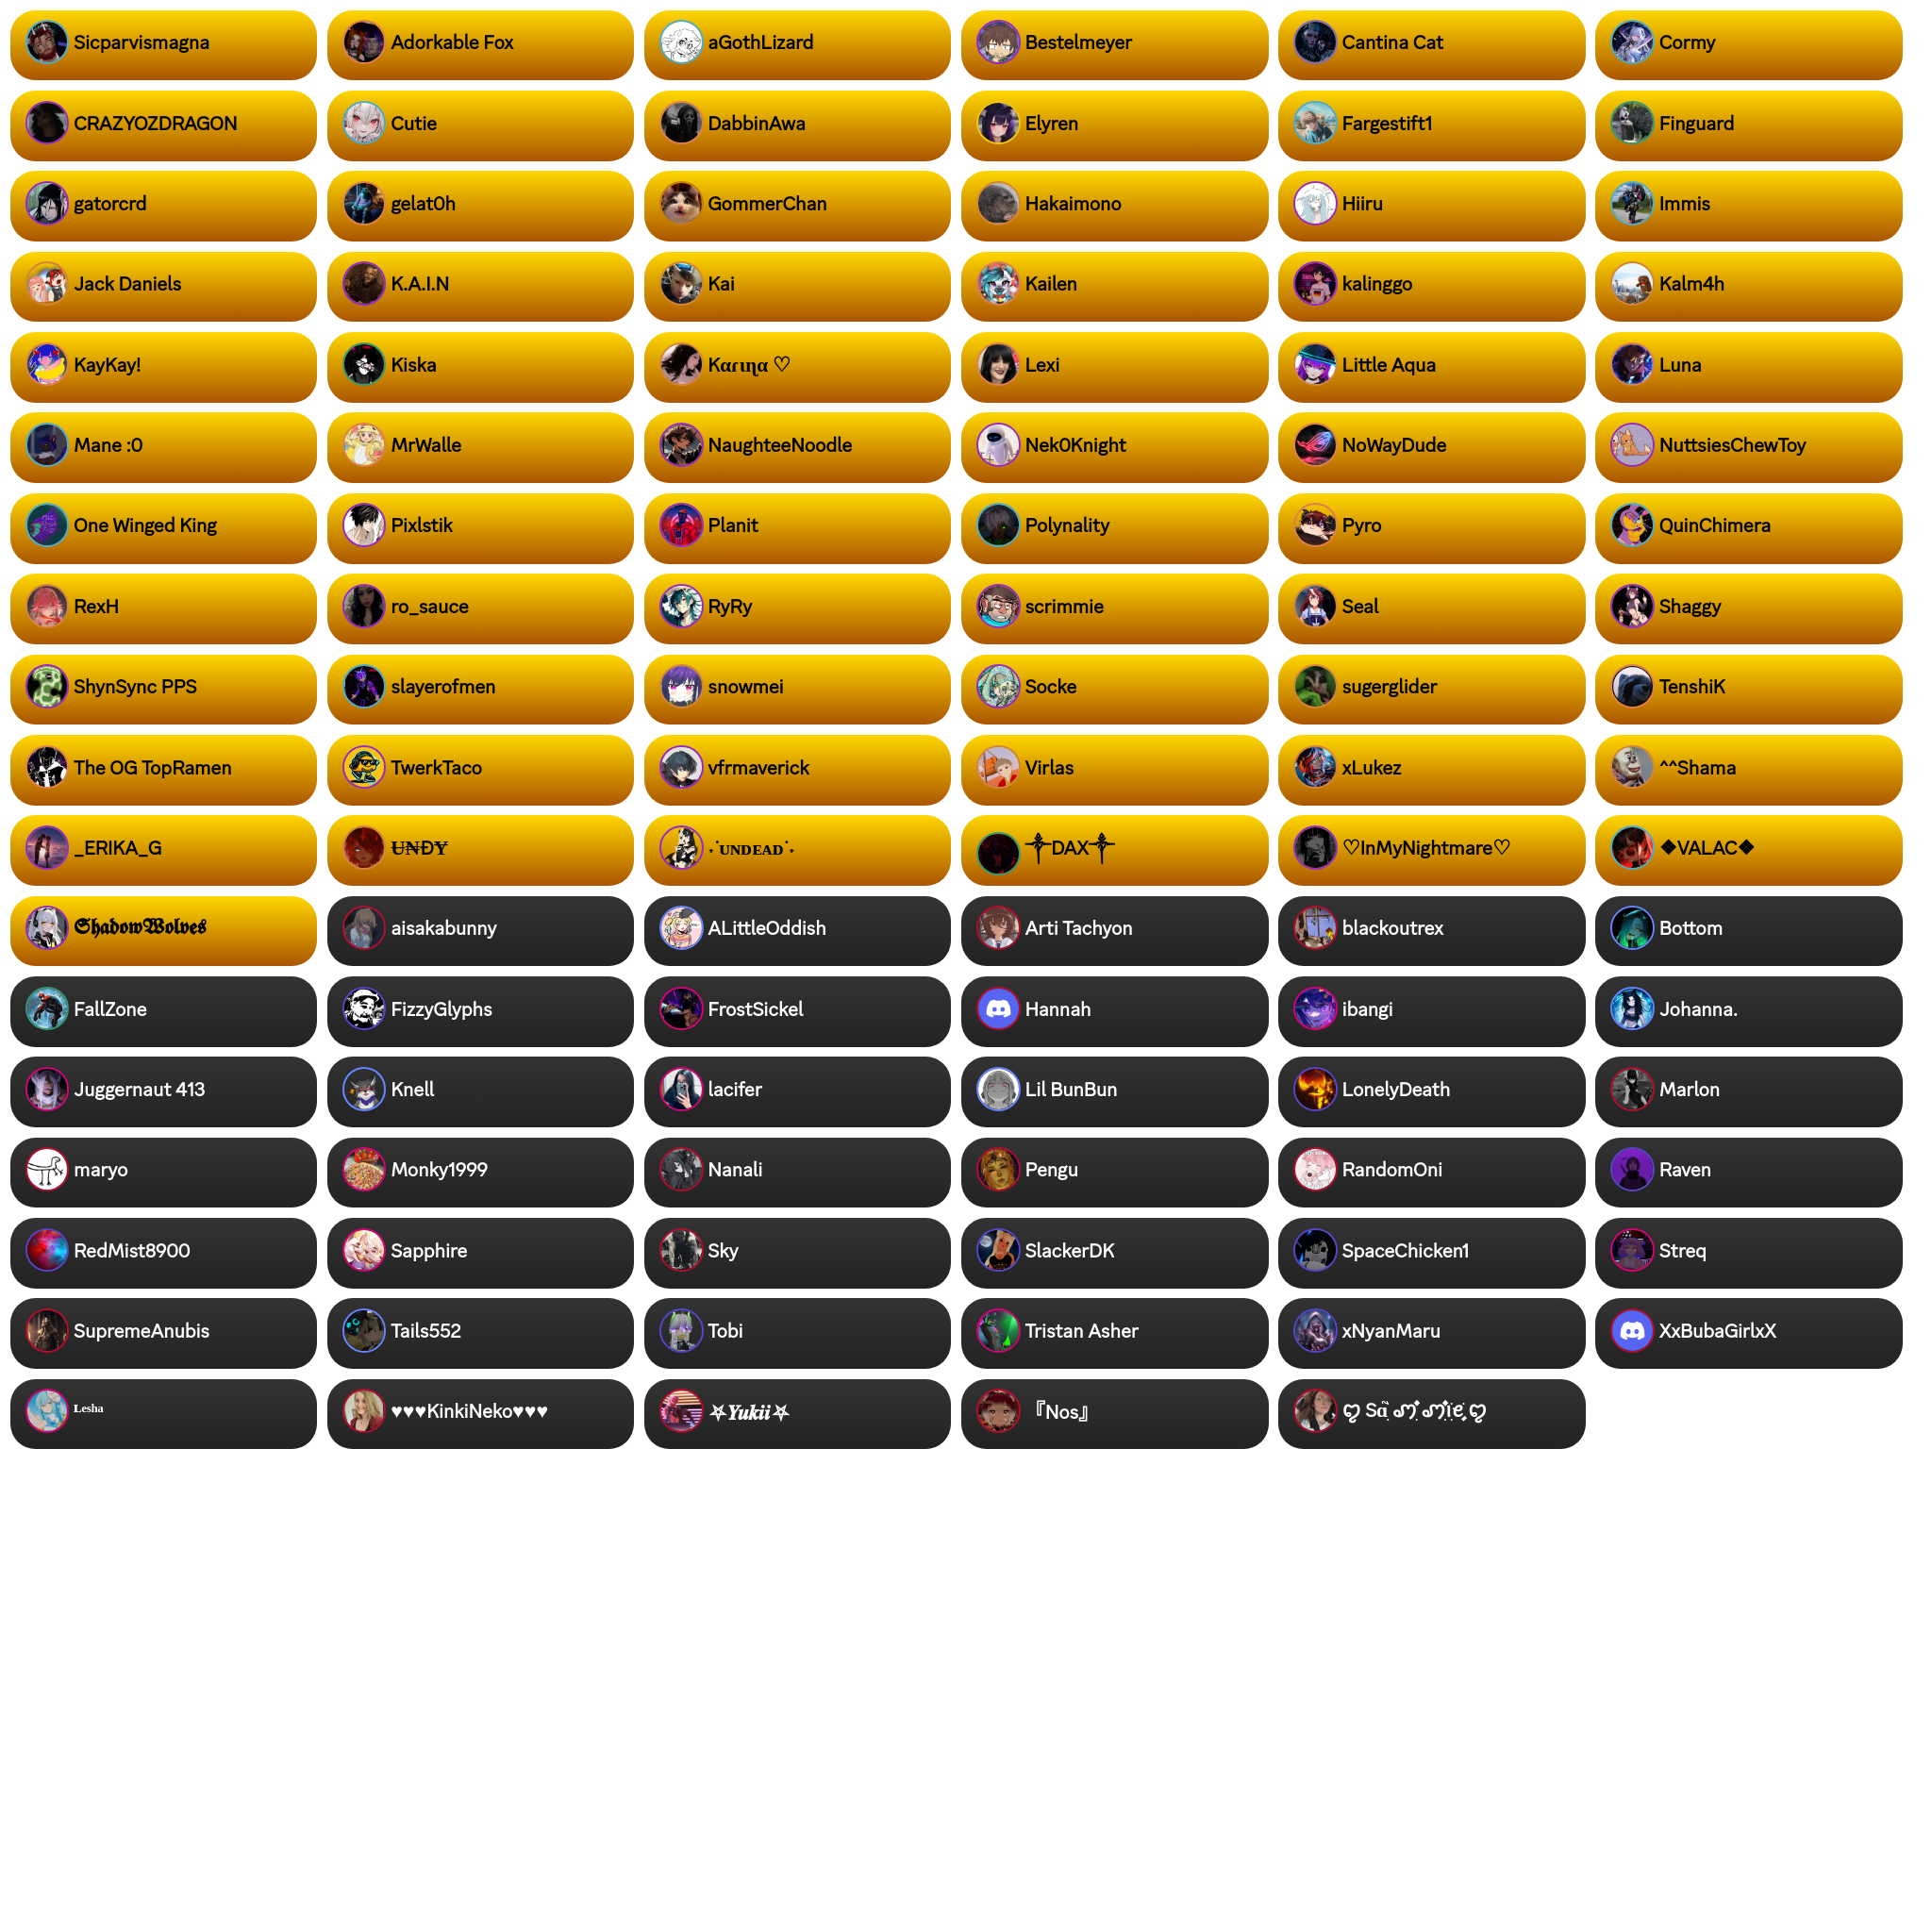 Sicparvismagna
Adorkable Fox
aGothLizard
Bestelmeyer
Cantina Cat
Cormy
CRAZYOZDRAGON
Cutie
DabbinAwa
Elyren
Fargestift1
Finguard
gatorcrd
gelat0h
GommerChan
Hakaimono
Hiiru
Immis
Jack Daniels
K.A.I.N
Kai
Kailen
kalinggo
Kalm4h
KayKay!
Kiska
Kαɾιɳα ♡
Lexi
Little Aqua
Luna
Mane :0
MrWalle
NaughteeNoodle
Nek0Knight
NoWayDude
NuttsiesChewToy
One Winged King
Pixlstik
Planit
Polynality
Pyro
QuinChimera
RexH
ro_sauce
RyRy
scrimmie
Seal
Shaggy
ShynSync PPS
slayerofmen
snowmei
Socke
sugerglider
TenshiK
The OG TopRamen
TwerkTaco
vfrmaverick
Virlas
xLukez
^^Shama
_ERIKA_G
U̶N̶ĐɎ
˖˙ᴜɴᴅᴇᴀᴅ˙˖
༒DAX༒
♡InMyNightmare♡
❖VALAC❖
𝕾𝖍𝖆𝖉𝖔𝖜𝖂𝖔𝖑𝖛𝖊𝖘
aisakabunny
ALittleOddish
Arti Tachyon
blackoutrex
Bottom
FallZone
FizzyGlyphs
FrostSickel
Hannah
ibangi
Johanna.
Juggernaut 413
Knell
lacifer
Lil BunBun
LonelyDeath
Marlon
maryo
Monky1999
Nanali
Pengu
RandomOni
Raven
RedMist8900
Sapphire
Sky
SlackerDK
SpaceChicken1
Streq
SupremeAnubis
Tails552
Tobi
Tristan Asher
xNyanMaru
XxBubaGirlxX
ᴸᵉˢʰᵃ
♥♥♥KinkiNeko♥♥♥
⛧𝒀𝒖𝒌𝒊𝒊⛧
『Nos』